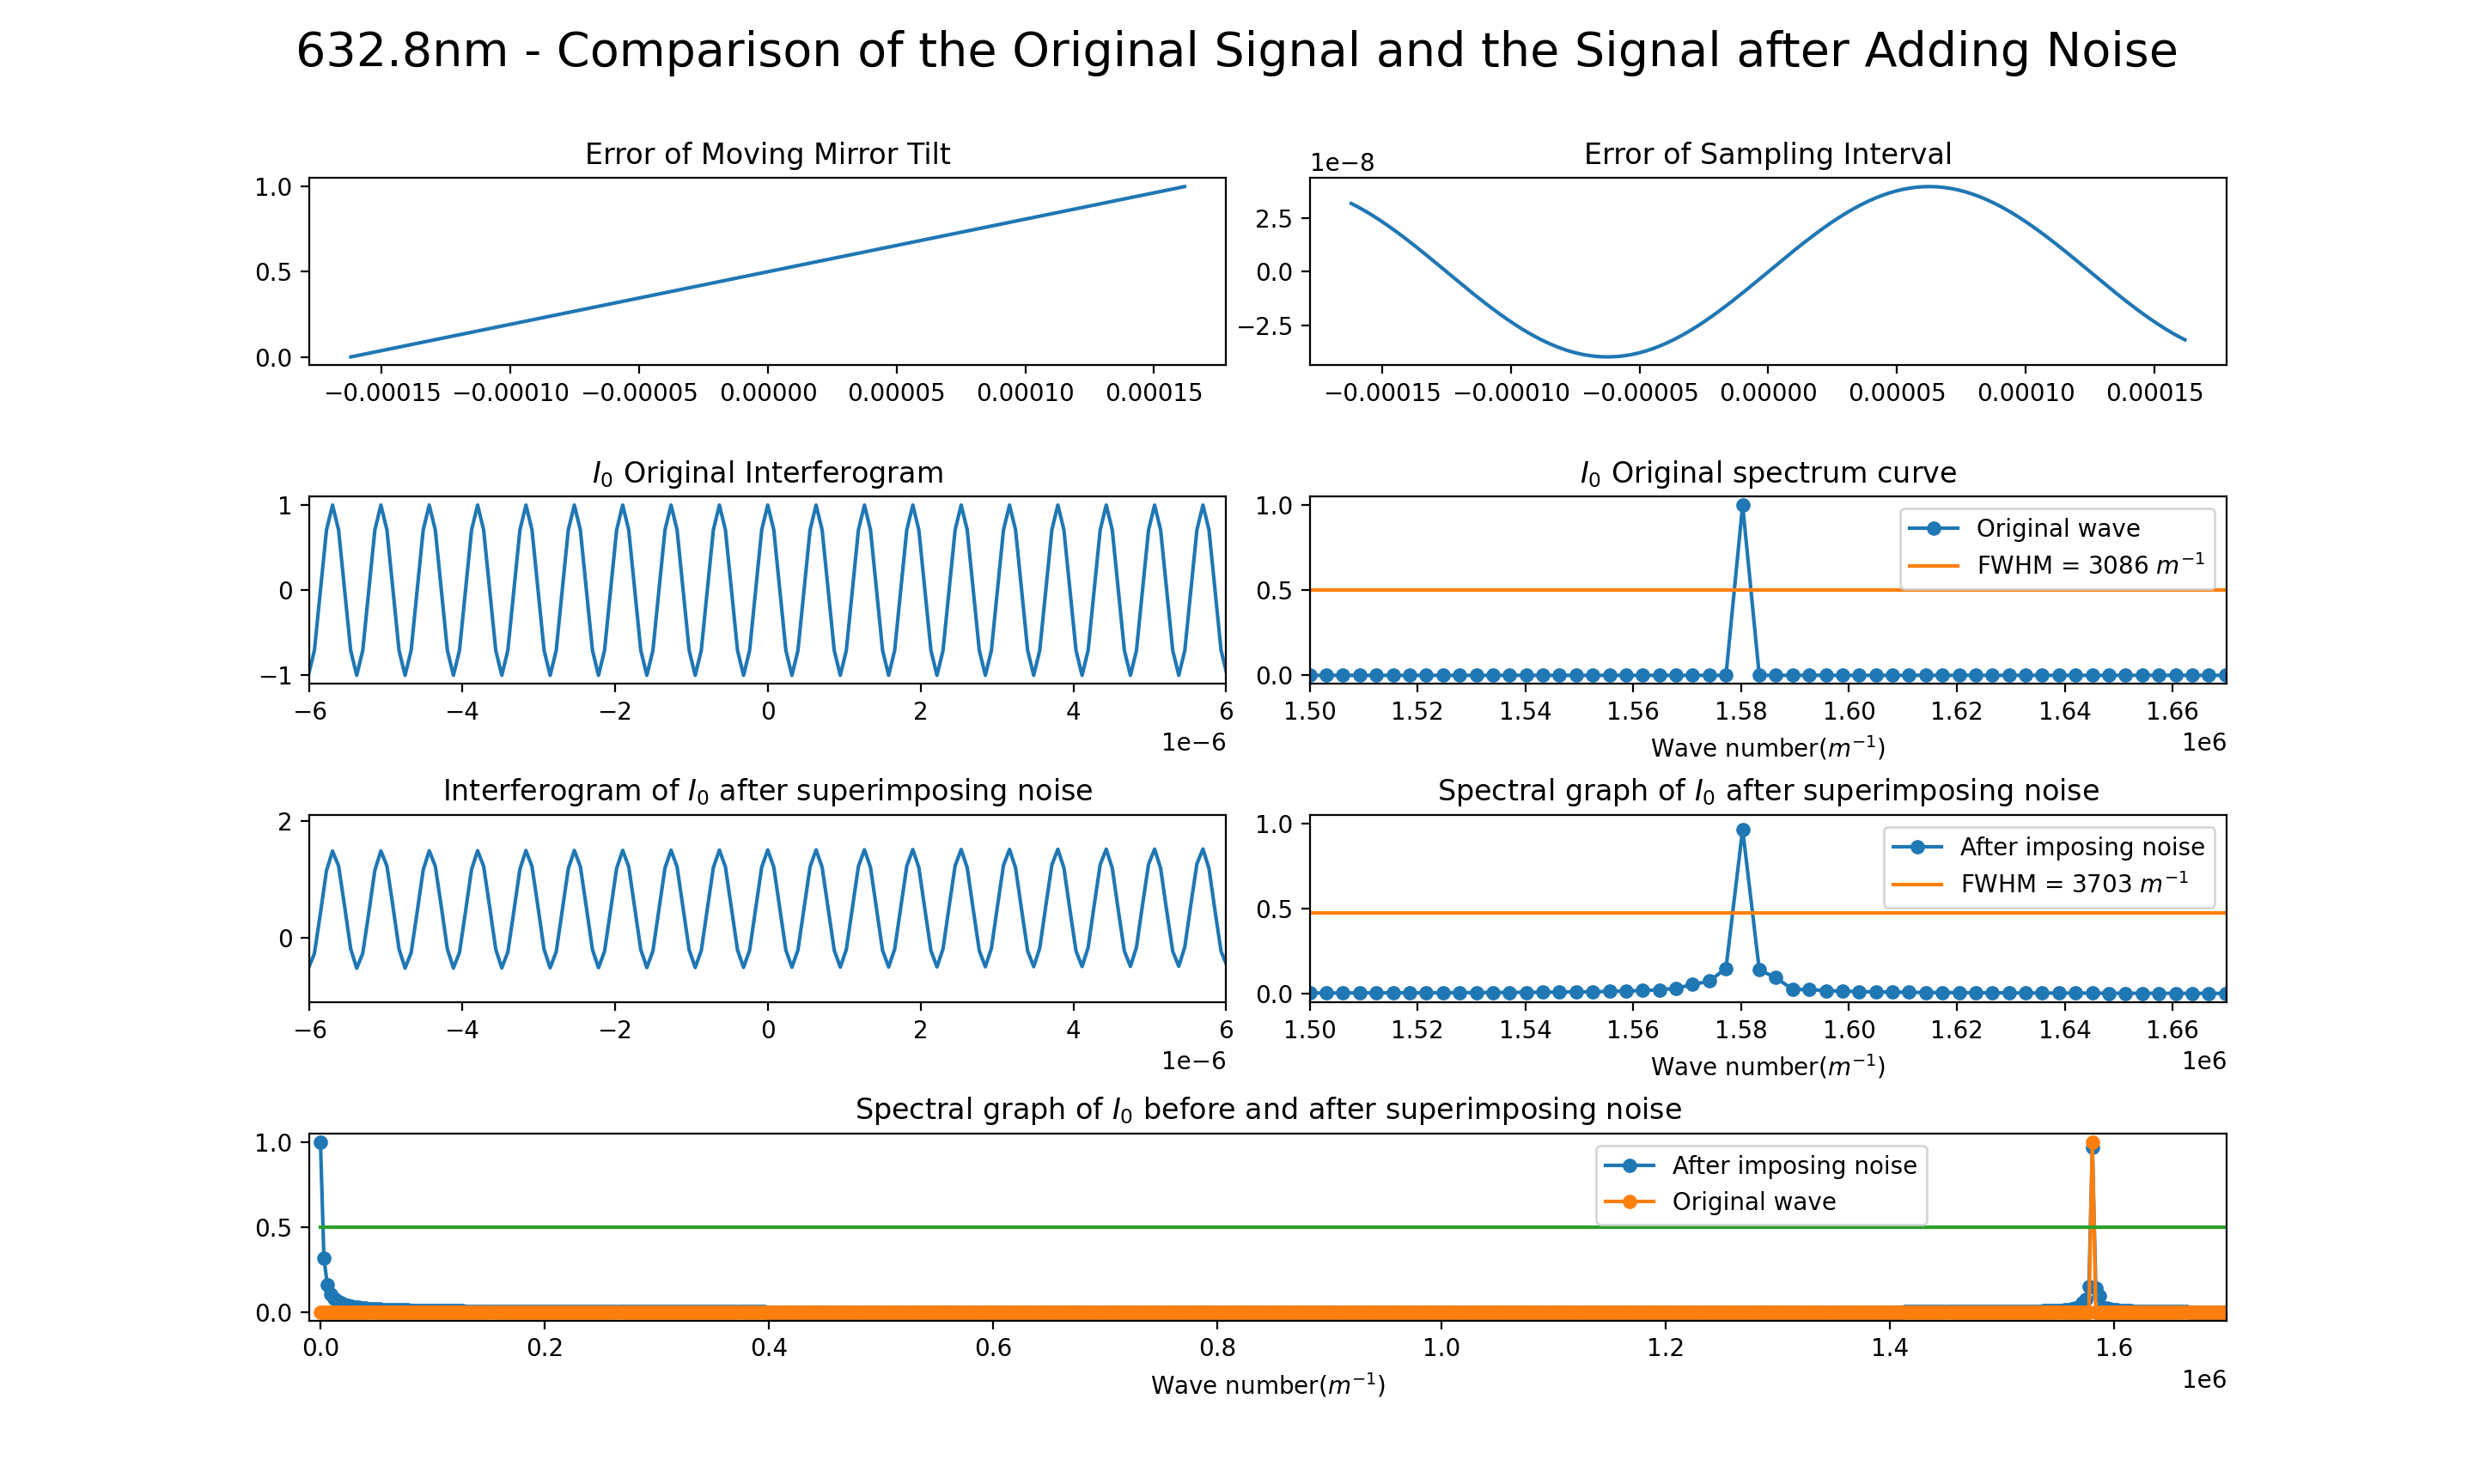 632.8nm - Comparison of the Original Signal and the Signal after Adding Noise
Error of Moving Mirror Tilt
1.0
0.5
0.0
−0.00015 −0.00010 −0.00005 0.00000 0.00005 0.00010 0.00015
Error of Sampling Interval
1e−8
2.5
0.0
−2.5
−0.00015 −0.00010 −0.00005 0.00000 0.00005 0.00010 0.00015
I₀ Original Interferogram
1
0
−1
−6 −4 −2 0 2 4 6
1e−6
I₀ Original spectrum curve
1.0
0.5
0.0
Original wave
FWHM = 3086 m⁻¹
1.50 1.52 1.54 1.56 1.58 1.60 1.62 1.64 1.66
Wave number(m⁻¹)
1e6
Interferogram of I₀ after superimposing noise
2
0
−6 −4 −2 0 2 4 6
1e−6
Spectral graph of I₀ after superimposing noise
1.0
0.5
0.0
After imposing noise
FWHM = 3703 m⁻¹
1.50 1.52 1.54 1.56 1.58 1.60 1.62 1.64 1.66
Wave number(m⁻¹)
1e6
Spectral graph of I₀ before and after superimposing noise
1.0
0.5
0.0
After imposing noise
Original wave
0.0 0.2 0.4 0.6 0.8 1.0 1.2 1.4 1.6
Wave number(m⁻¹)
1e6